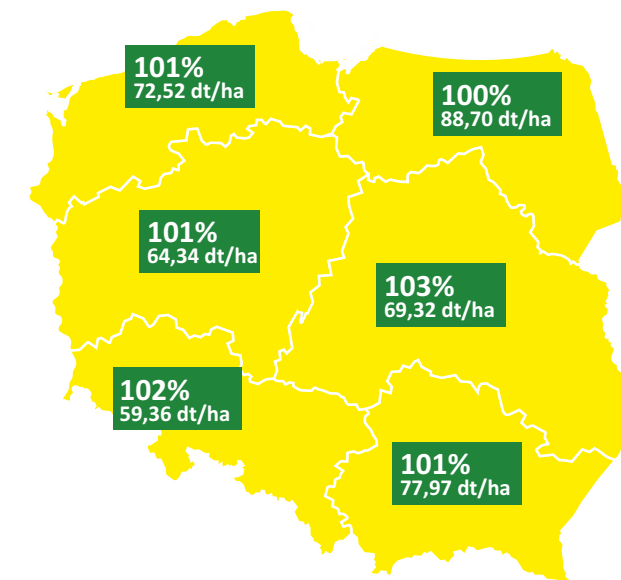 101%
72,52 dt/ha
100%
88,70 dt/ha
101%
64,34 dt/ha
103%
69,32 dt/ha
102%
59,36 dt/ha
101%
77,97 dt/ha